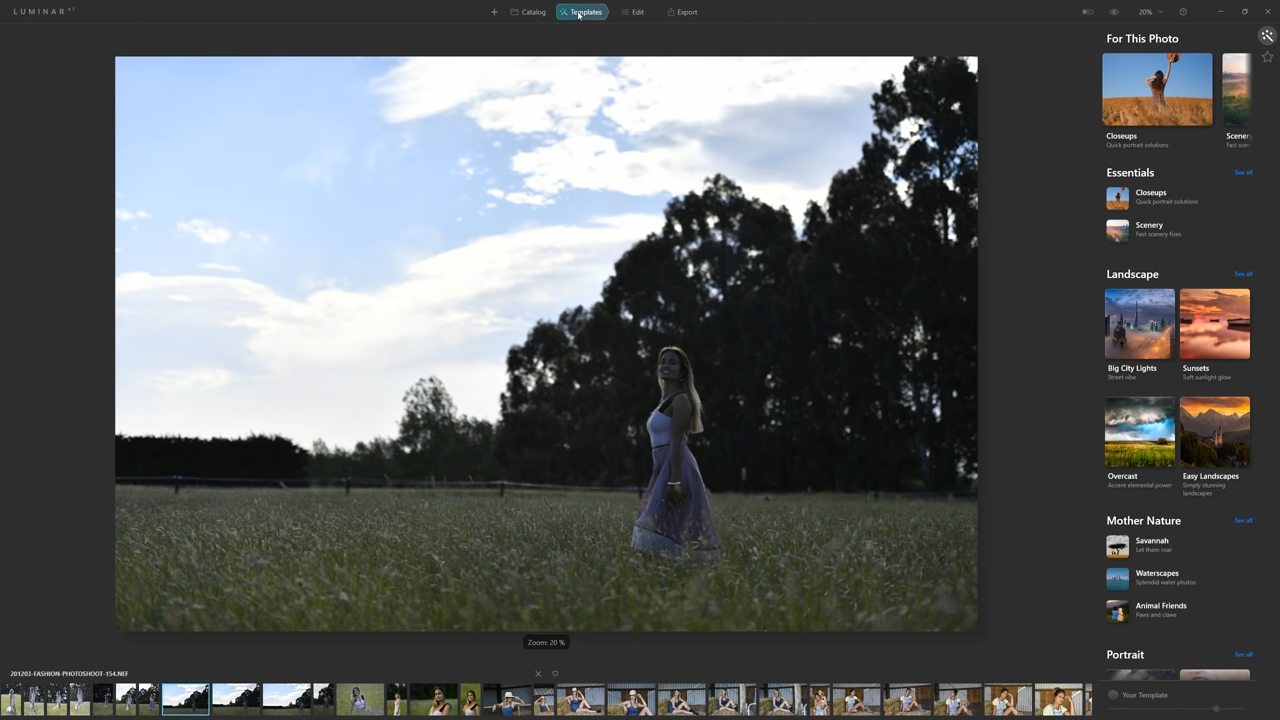 LUMINAR AI
Catalog
Templates
Edit
Export
20%
For This Photo
Closeups
Quick portrait solutions
Essentials
See all
Closeups
Quick portrait solutions
Scenery
Fast scenery fixes
Landscape
See all
Big City Lights
Street vibe
Sunsets
Soft sunlight glow
Overcast
Accent elemental power
Easy Landscapes
Simply stunning
landscapes
Mother Nature
See all
Savannah
Let them roar
Waterscapes
Splendid water photos
Animal Friends
Paws and claws
Portrait
See all
Zoom: 20 %
201203-FASHION-PHOTOSHOOT-154.NEF
Your Template